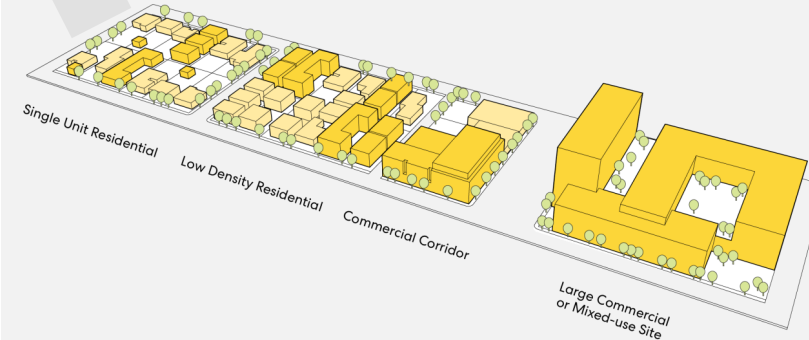 Single Unit Residential
Low Density Residential
Commercial Corridor
Large Commercial
or Mixed-use Site